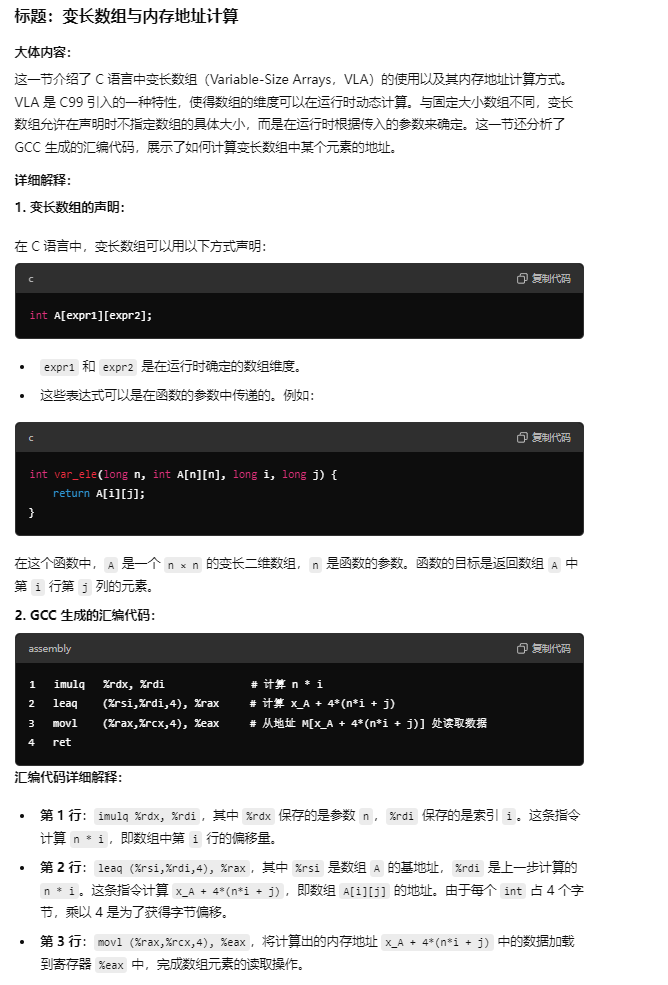 标题：变长数组与内存地址计算
大体内容：
这一节介绍了 C 语言中变长数组（Variable-Size Arrays，VLA）的使用以及其内存地址计算方式。
VLA 是 C99 引入的一种特性，使得数组的维度可以在运行时动态计算。与固定大小数组不同，变长
数组允许在声明时不指定数组的具体大小，而是在运行时根据传入的参数来确定。这一节还分析了
GCC 生成的汇编代码，展示了如何计算变长数组中某个元素的地址。
详细解释：
1. 变长数组的声明：
在 C 语言中，变长数组可以用以下方式声明：
c 复制代码
int A[expr1][expr2];
• expr1 和 expr2 是在运行时确定的数组维度。
• 这些表达式可以是在函数的参数中传递的。例如：
c 复制代码
int var_ele(long n, int A[n][n], long i, long j) {
return A[i][j];
}
在这个函数中，A 是一个 n × n 的变长二维数组，n 是函数的参数。函数的目标是返回数组 A 中
第 i 行第 j 列的元素。
2. GCC 生成的汇编代码：
assembly 复制代码
1 imulq %rdx, %rdi # 计算 n * i
2 leaq (%rsi,%rdi,4), %rax # 计算 x_A + 4*(n*i + j)
3 movl (%rax,%rcx,4), %eax # 从地址 M[x_A + 4*(n*i + j)] 处读取数据
4 ret
汇编代码详细解释：
• 第 1 行：imulq %rdx, %rdi，其中 %rdx 保存的是参数 n，%rdi 保存的是索引 i。这条指令
计算 n * i，即数组中第 i 行的偏移量。
• 第 2 行：leaq (%rsi,%rdi,4), %rax，其中 %rsi 是数组 A 的基地址，%rdi 是上一步计算的
n * i。这条指令计算 x_A + 4*(n*i + j)，即数组 A[i][j] 的地址。由于每个 int 占 4 个字
节，乘以 4 是为了获得字节偏移。
• 第 3 行：movl (%rax,%rcx,4), %eax，将计算出的内存地址 x_A + 4*(n*i + j) 中的数据加载
到寄存器 %eax 中，完成数组元素的读取操作。